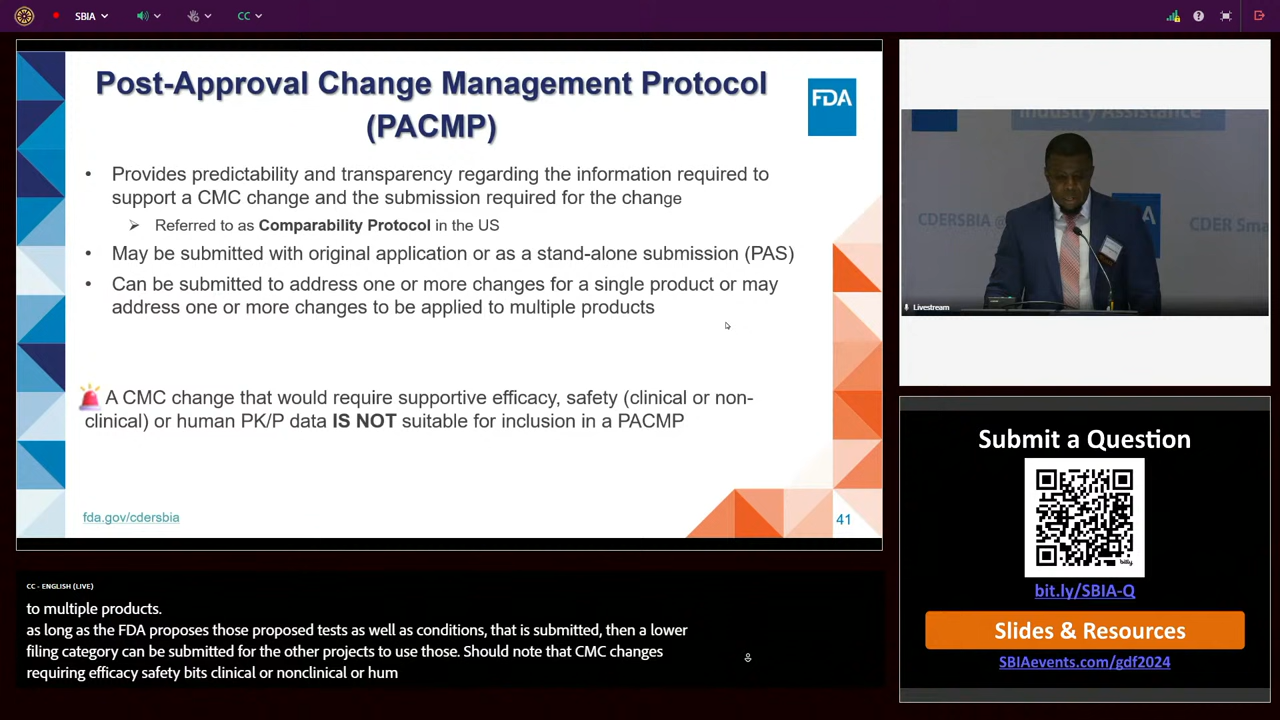 SBIA
CC
Post-Approval Change Management Protocol
(PACMP)
FDA
• Provides predictability and transparency regarding the information required to
support a CMC change and the submission required for the change
➢ Referred to as Comparability Protocol in the US
• May be submitted with original application or as a stand-alone submission (PAS)
• Can be submitted to address one or more changes for a single product or may
address one or more changes to be applied to multiple products
A CMC change that would require supportive efficacy, safety (clinical or non-
clinical) or human PK/P data IS NOT suitable for inclusion in a PACMP
fda.gov/cdersbia
41
Industry Assistance
CDERSBIA @
CDER Sma
Livestream
Submit a Question
bitly
bit.ly/SBIA-Q
Slides & Resources
SBIAevents.com/gdf2024
CC - ENGLISH (LIVE)
to multiple products.
as long as the FDA proposes those proposed tests as well as conditions, that is submitted, then a lower
filing category can be submitted for the other projects to use those. Should note that CMC changes
requiring efficacy safety bits clinical or nonclinical or hum